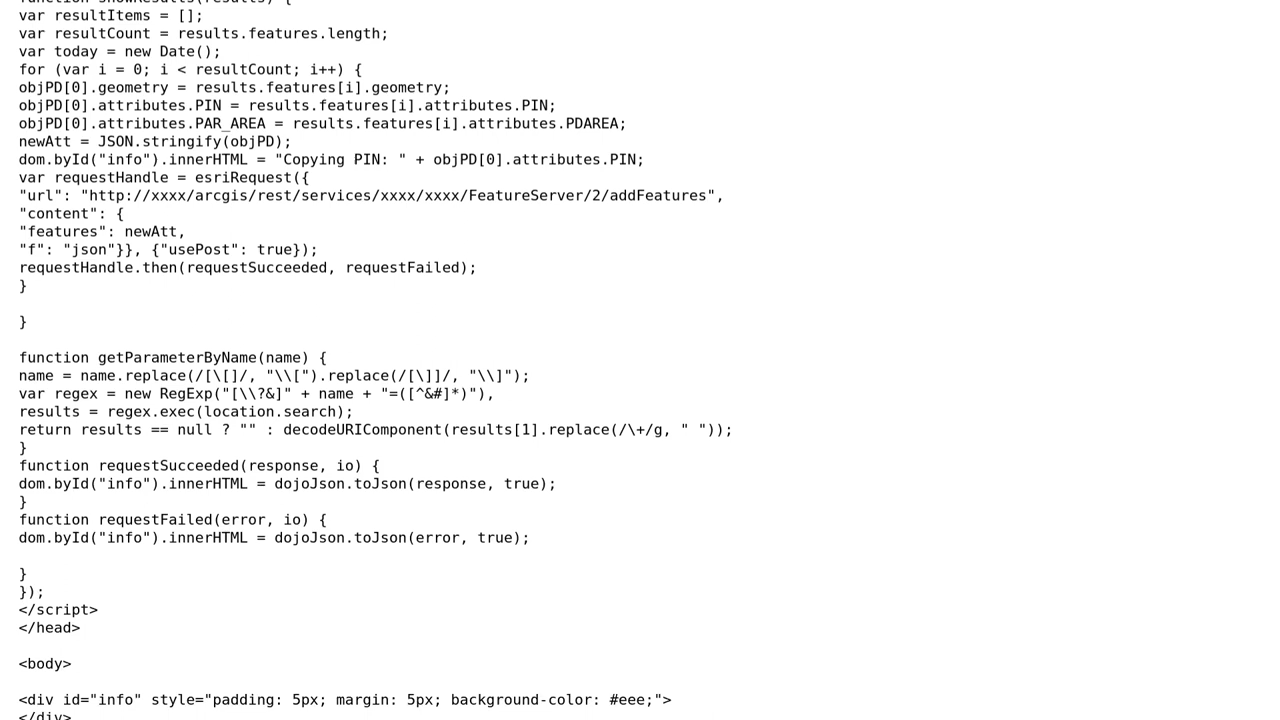 function showResults(results) {
var resultItems = [];
var resultCount = results.features.length;
var today = new Date();
for (var i = 0; i < resultCount; i++) {
objPD[0].geometry = results.features[i].geometry;
objPD[0].attributes.PIN = results.features[i].attributes.PIN;
objPD[0].attributes.PAR_AREA = results.features[i].attributes.PDAREA;
newAtt = JSON.stringify(objPD);
dom.byId("info").innerHTML = "Copying PIN: " + objPD[0].attributes.PIN;
var requestHandle = esriRequest({
"url": "http://xxxx/arcgis/rest/services/xxxx/xxxx/FeatureServer/2/addFeatures",
"content": {
"features": newAtt,
"f": "json"}}, {"usePost": true});
requestHandle.then(requestSucceeded, requestFailed);
}
}
function getParameterByName(name) {
name = name.replace(/[\[]/, "\\[").replace(/[\]]/, "\\]");
var regex = new RegExp("[\\?&]" + name + "=([^&#]*)"),
results = regex.exec(location.search);
return results == null ? "" : decodeURIComponent(results[1].replace(/\+/g, " "));
}
function requestSucceeded(response, io) {
dom.byId("info").innerHTML = dojoJson.toJson(response, true);
}
function requestFailed(error, io) {
dom.byId("info").innerHTML = dojoJson.toJson(error, true);
}
});
</script>
</head>
<body>
<div id="info" style="padding: 5px; margin: 5px; background-color: #eee;">
</div>